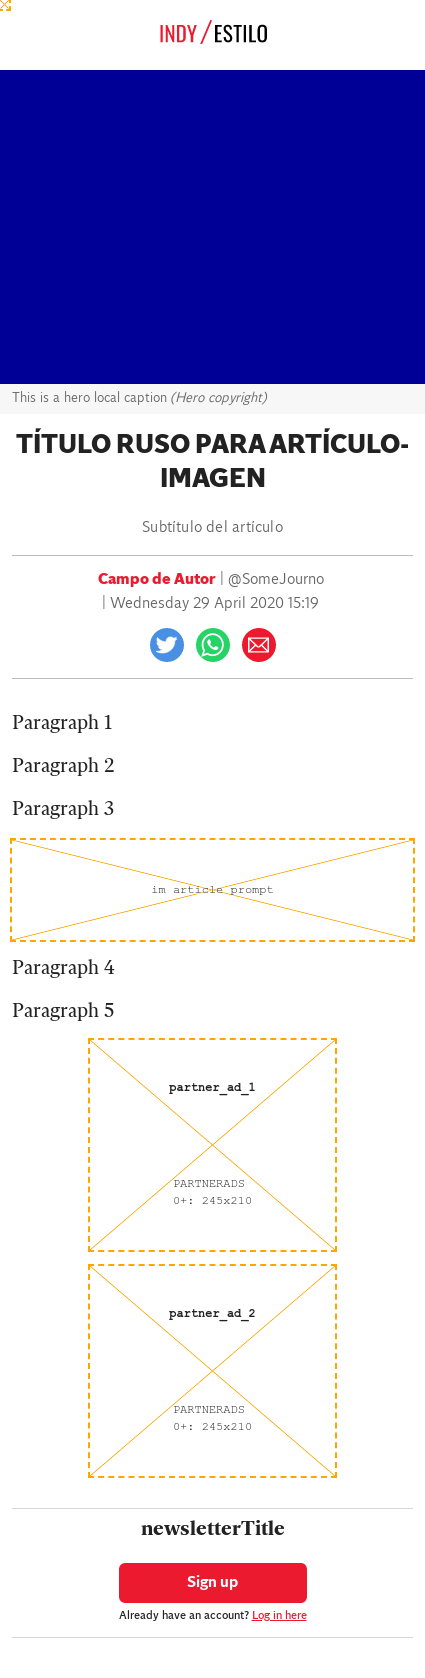 INDY/ESTILO
This is a hero local caption (Hero copyright)
TÍTULO RUSO PARA ARTÍCULO-
IMAGEN
Subtítulo del artículo
Campo de Autor | @SomeJourno
| Wednesday 29 April 2020 15:19
Paragraph 1
Paragraph 2
Paragraph 3
im article prompt
Paragraph 4
Paragraph 5
partner_ad_1
PARTNERADS
0+: 245x210
partner_ad_2
PARTNERADS
0+: 245x210
newsletterTitle
Sign up
Already have an account? Log in here